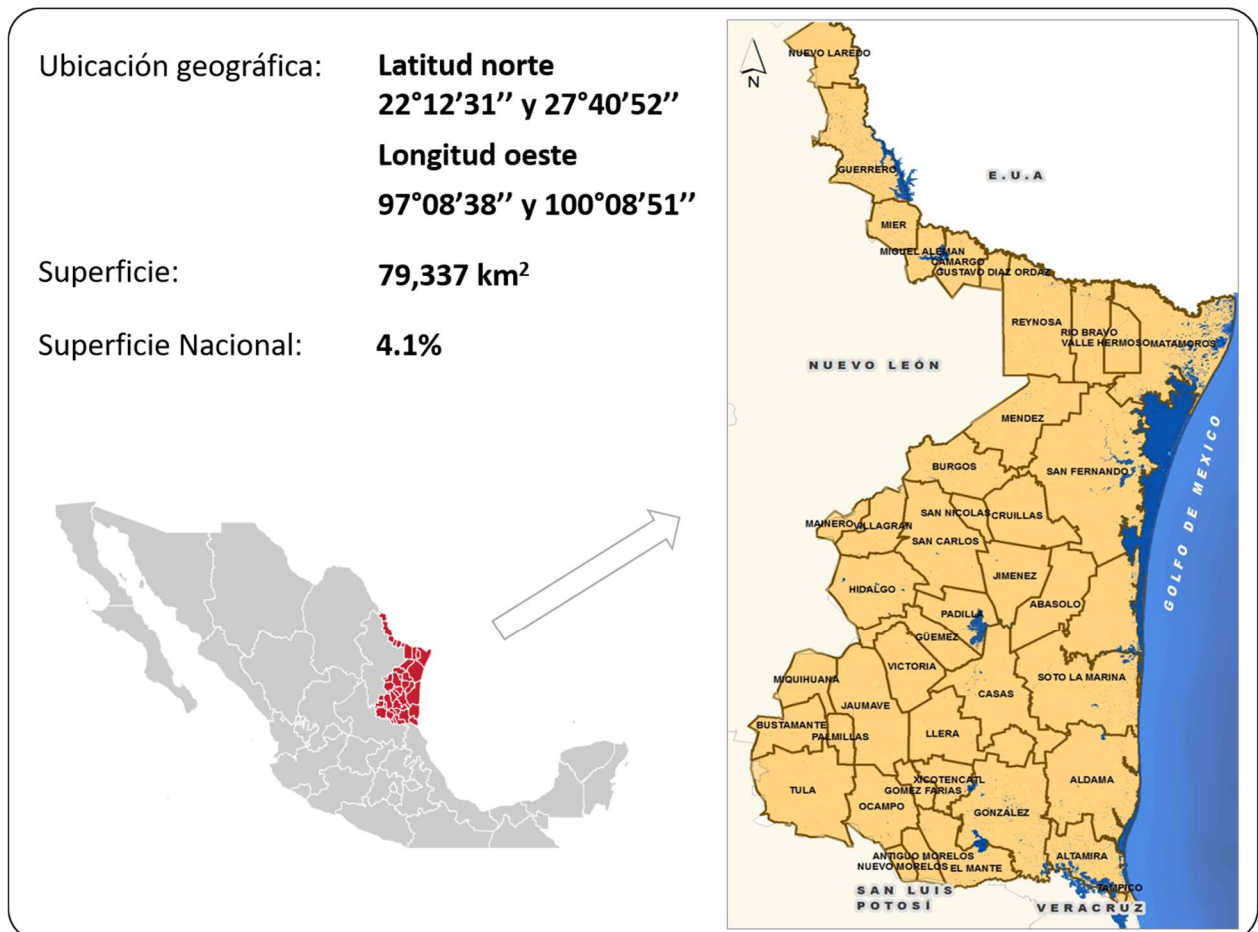 Ubicación geográfica:
Latitud norte
22°12’31’’ y 27°40’52’’
Longitud oeste
97°08’38’’ y 100°08’51’’
Superficie:
79,337 km²
Superficie Nacional:
4.1%
N
NUEVO LAREDO
GUERRERO
E.U.A
MIER
MIGUEL ALEMAN
CAMARGO
GUSTAVO DIAZ ORDAZ
REYNOSA
RIO BRAVO
VALLE HERMOSO
MATAMOROS
NUEVO LEÓN
MENDEZ
GOLFO DE MEXICO
BURGOS
SAN FERNANDO
SAN NICOLAS
CRUILLAS
MAINERO
VILLAGRAN
SAN CARLOS
JIMENEZ
HIDALGO
ABASOLO
PADILLA
GÜEMEZ
VICTORIA
SOTO LA MARINA
MIQUIHUANA
CASAS
JAUMAVE
BUSTAMANTE
PALMILLAS
LLERA
XICOTENCATL
ALDAMA
TULA
GOMEZ FARIAS
OCAMPO
GONZÁLEZ
ANTIGUO MORELOS
ALTAMIRA
NUEVO MORELOS
EL MANTE
TAMPICO
SAN LUIS
POTOSÍ
VERACRUZ